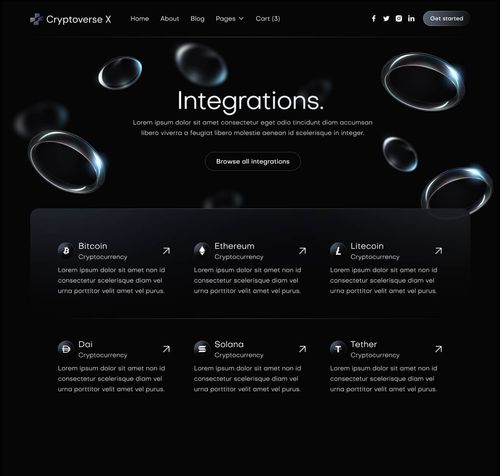 Cryptoverse X
Home
About
Blog
Pages
Cart (3)
Get started
Integrations.
Lorem ipsum dolor sit amet consectetur eget odio tincidunt diam accumsan
libero viverra a feugiat libero molestie aenean id scelerisque in integer.
Browse all integrations
Bitcoin
Cryptocurrency
Lorem ipsum dolor sit amet non id
consectetur scelerisque diam vel
urna porttitor velit amet vel purus.
Ethereum
Cryptocurrency
Lorem ipsum dolor sit amet non id
consectetur scelerisque diam vel
urna porttitor velit amet vel purus.
Litecoin
Cryptocurrency
Lorem ipsum dolor sit amet non id
consectetur scelerisque diam vel
urna porttitor velit amet vel purus.
Dai
Cryptocurrency
Lorem ipsum dolor sit amet non id
consectetur scelerisque diam vel
urna porttitor velit amet vel purus.
Solana
Cryptocurrency
Lorem ipsum dolor sit amet non id
consectetur scelerisque diam vel
urna porttitor velit amet vel purus.
Tether
Cryptocurrency
Lorem ipsum dolor sit amet non id
consectetur scelerisque diam vel
urna porttitor velit amet vel purus.